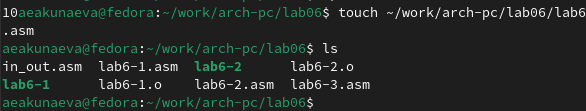 10aeakunaeva@fedora:~/work/arch-pc/lab06$ touch ~/work/arch-pc/lab06/lab6
.asm
aeakunaeva@fedora:~/work/arch-pc/lab06$ ls
in_out.asm  lab6-1.asm  lab6-2      lab6-2.o
lab6-1      lab6-1.o    lab6-2.asm  lab6-3.asm
aeakunaeva@fedora:~/work/arch-pc/lab06$